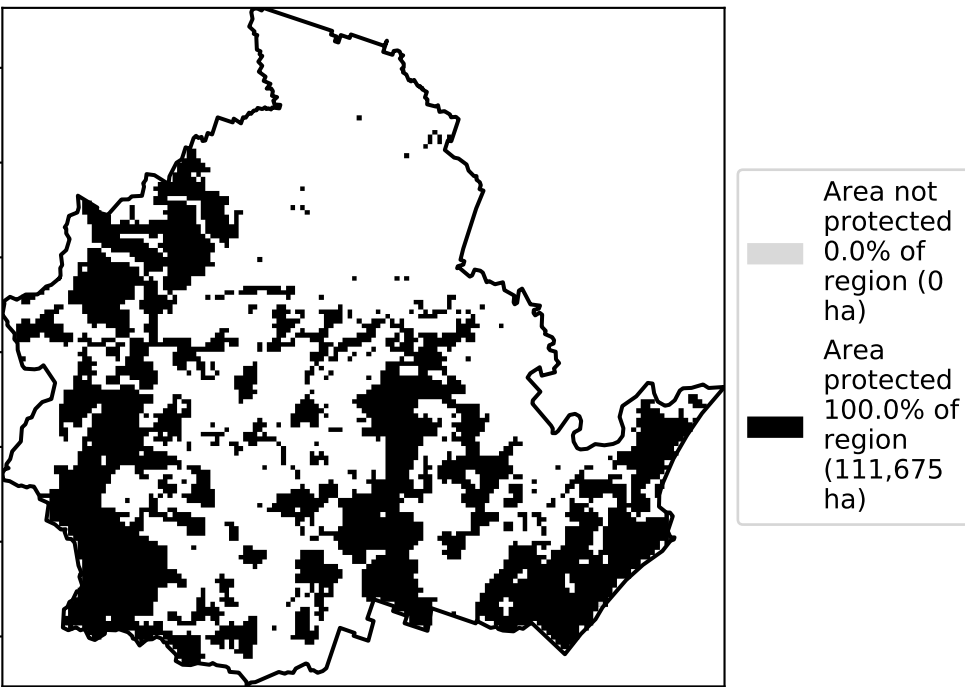 Area not
protected
0.0% of
region (0
ha)
Area
protected
100.0% of
region
(111,675
ha)